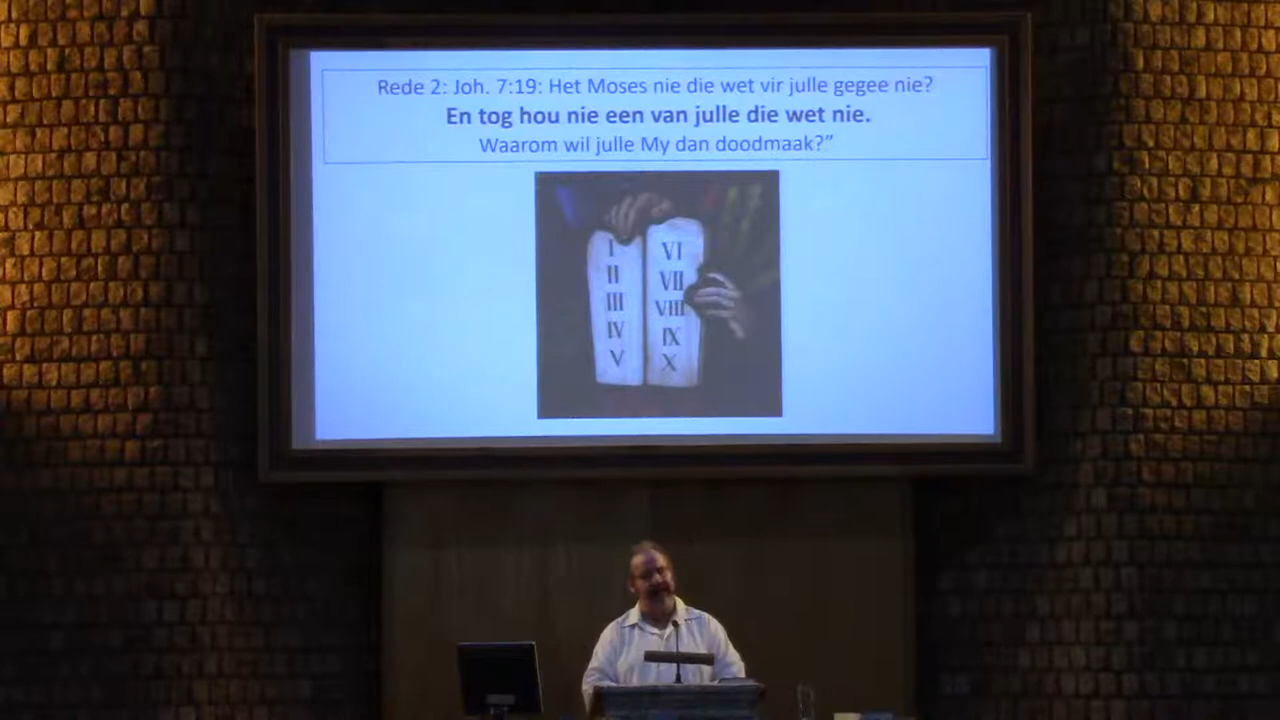 Rede 2: Joh. 7:19: Het Moses nie die wet vir julle gegee nie?
En tog hou nie een van julle die wet nie.
Waarom wil julle My dan doodmaak?”
I
II
III
IV
V
VI
VII
VIII
IX
X